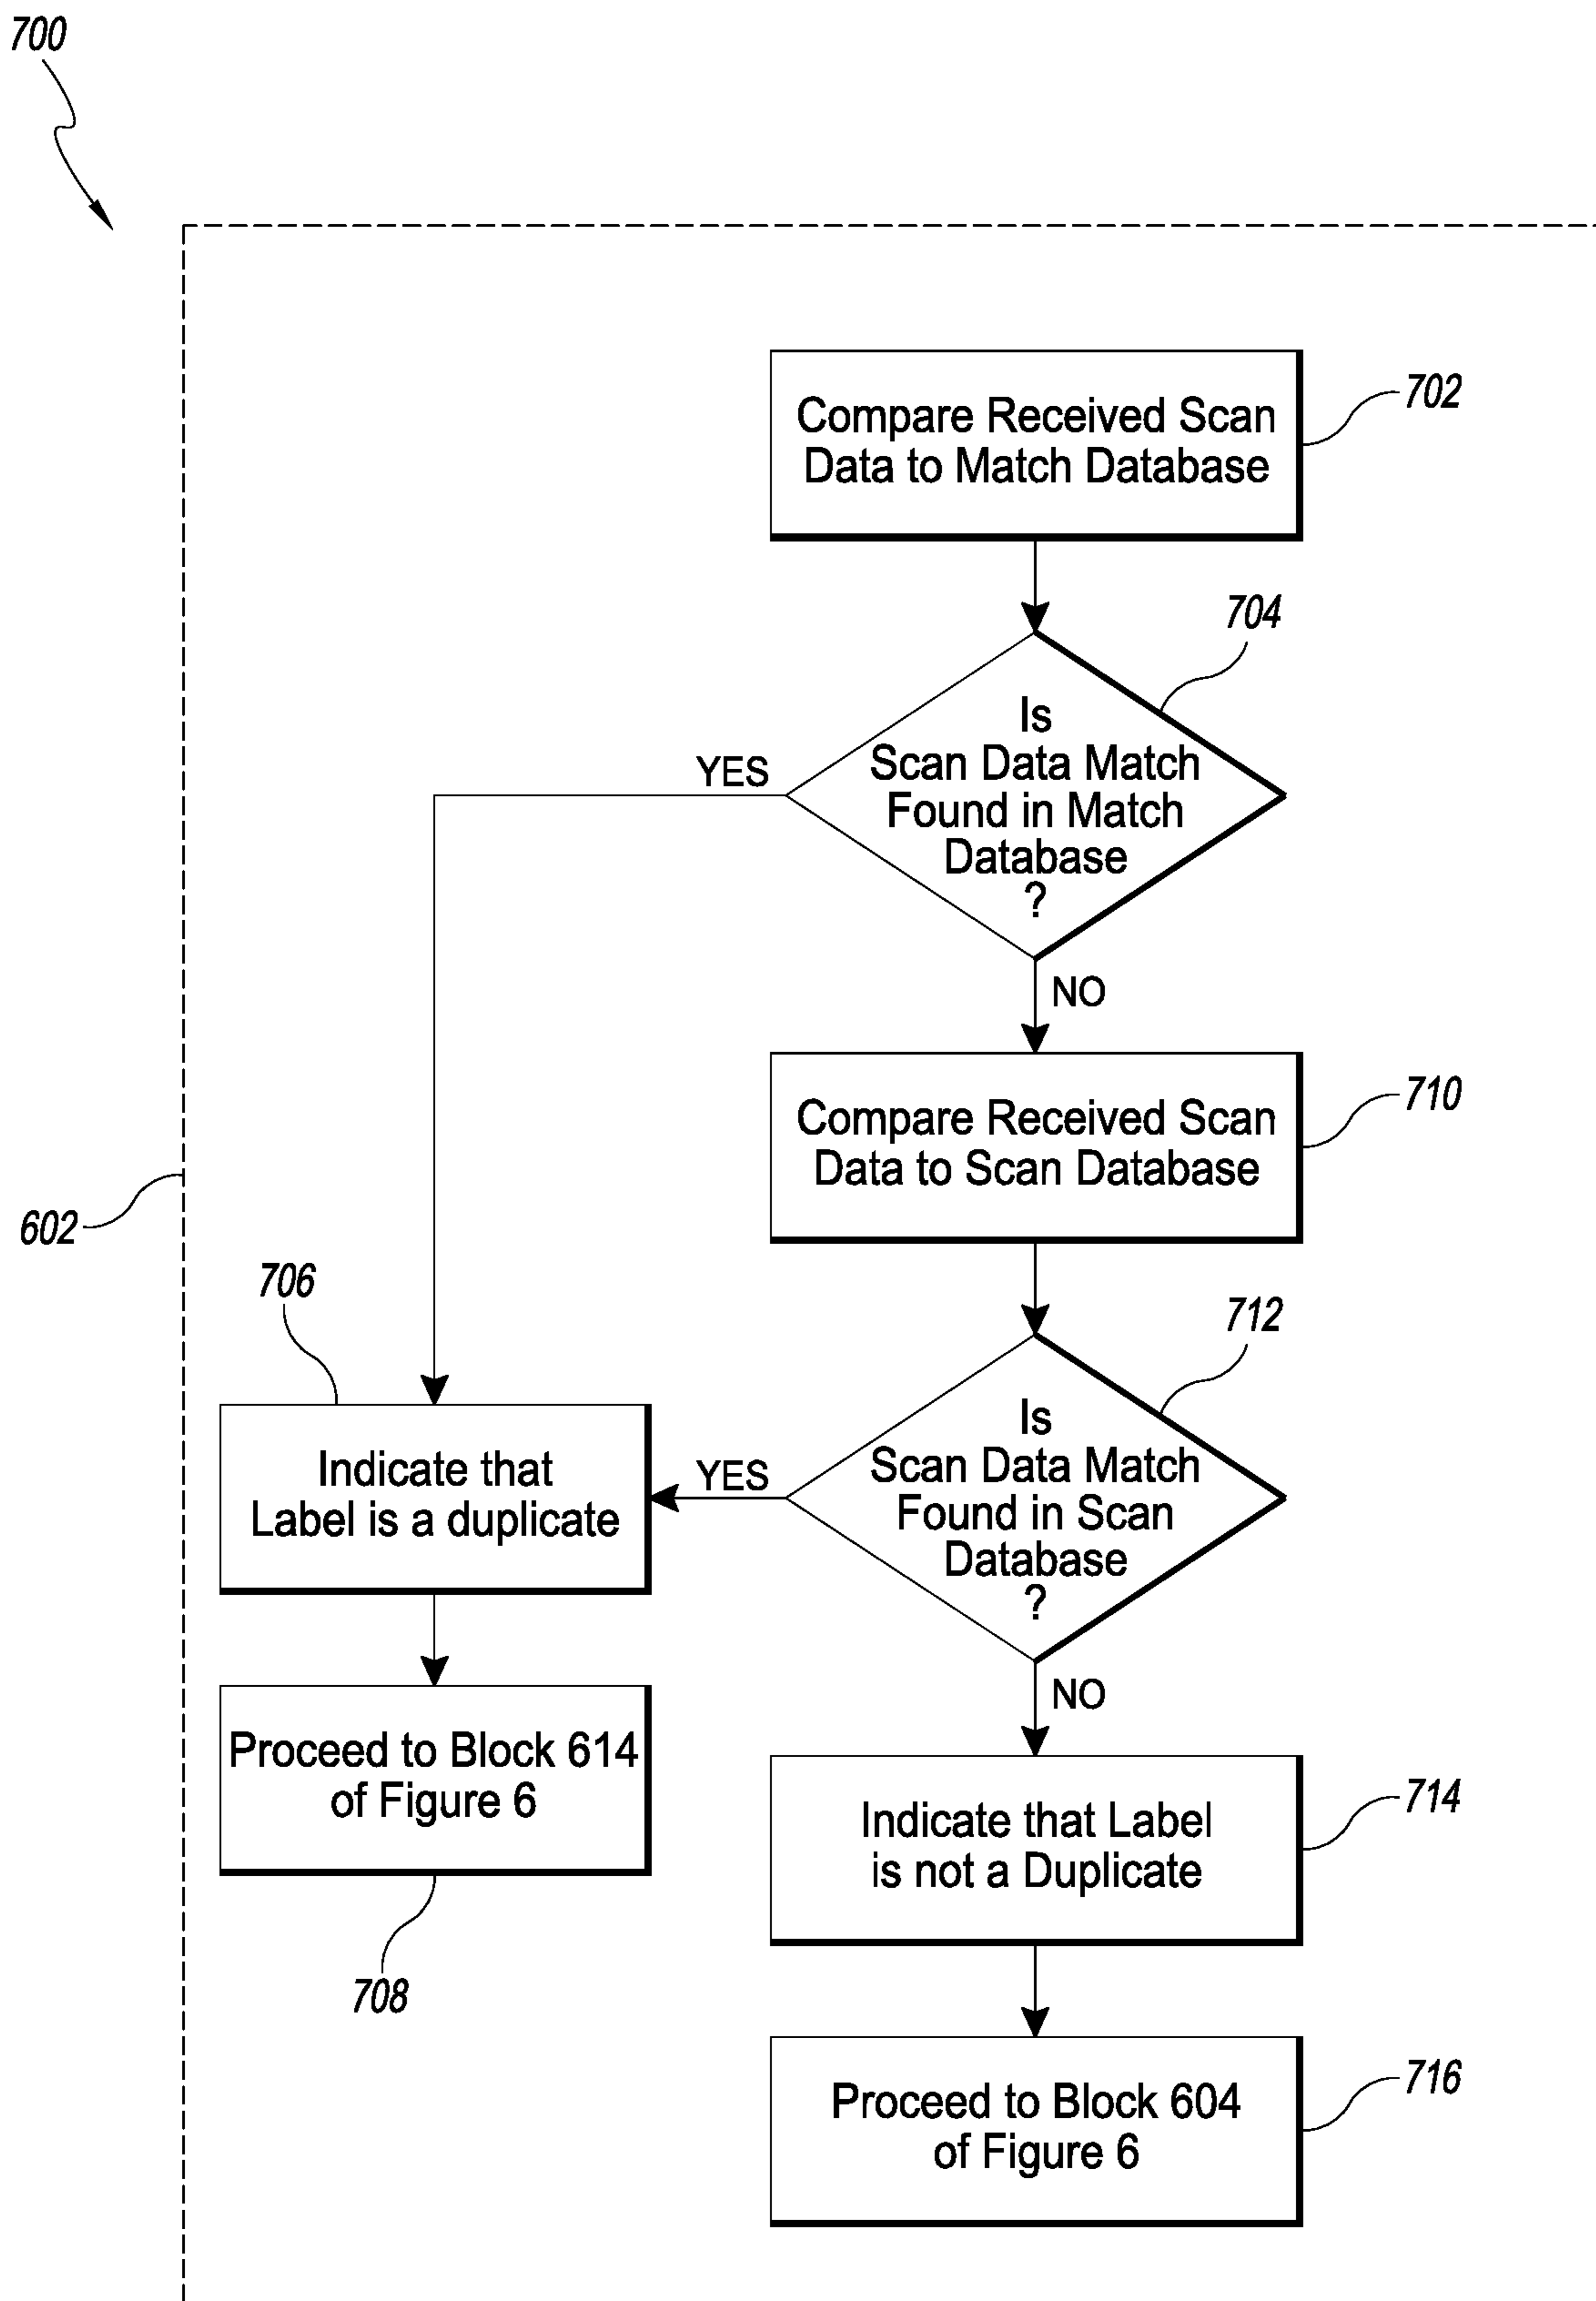 700
Compare Received Scan
Data to Match Database
702
704
Is
Scan Data Match
Found in Match
Database
?
YES
NO
Compare Received Scan
Data to Scan Database
710
602
706
712
Indicate that
Label is a duplicate
YES
Is
Scan Data Match
Found in Scan
Database
?
NO
Proceed to Block 614
of Figure 6
708
Indicate that Label
is not a Duplicate
714
Proceed to Block 604
of Figure 6
716